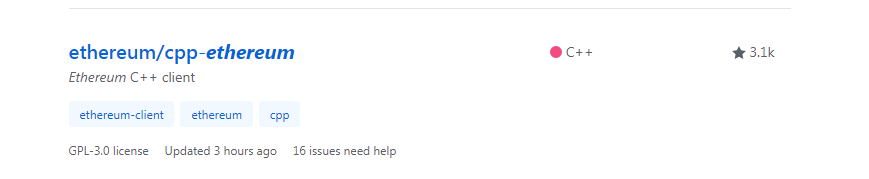 ethereum/cpp-ethereum C++ 3.1k
Ethereum C++ client
ethereum-client ethereum cpp
GPL-3.0 license Updated 3 hours ago 16 issues need help